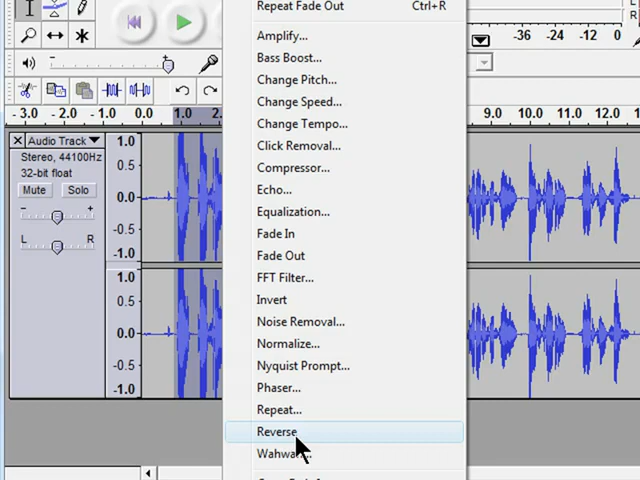 Repeat Fade Out Ctrl+R
Amplify...
Bass Boost...
Change Pitch...
Change Speed...
Change Tempo...
Click Removal...
Compressor...
Echo...
Equalization...
Fade In
Fade Out
FFT Filter...
Invert
Noise Removal...
Normalize...
Nyquist Prompt...
Phaser...
Repeat...
Reverse
L
R
-36 -24 -12 0
- 3.0 - 2.0 - 1.0 0.0 1.0 2. 9.0 10.0 11.0 12.0
Audio Track
Stereo, 44100Hz
32-bit float
Mute Solo
- +
L R
1.0
0.5
0.0
-0.5
-1.0
1.0
0.5
0.0
-0.5
-1.0